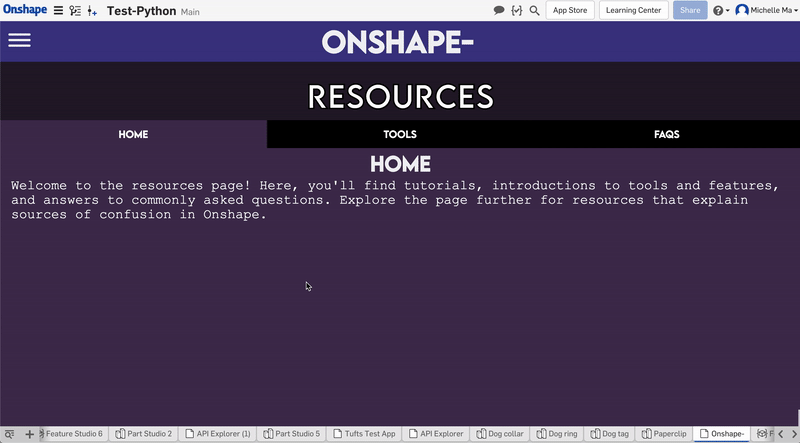 Onshape Test-Python Main App Store Learning Center Share Michelle Ma
ONSHAPE-
RESOURCES
HOME TOOLS FAQS
HOME
Welcome to the resources page! Here, you'll find tutorials, introductions to tools and features,
and answers to commonly asked questions. Explore the page further for resources that explain
sources of confusion in Onshape.
Feature Studio 6 Part Studio 2 API Explorer (1) Part Studio 5 Tufts Test App API Explorer Dog collar Dog ring Dog tag Paperclip Onshape- F